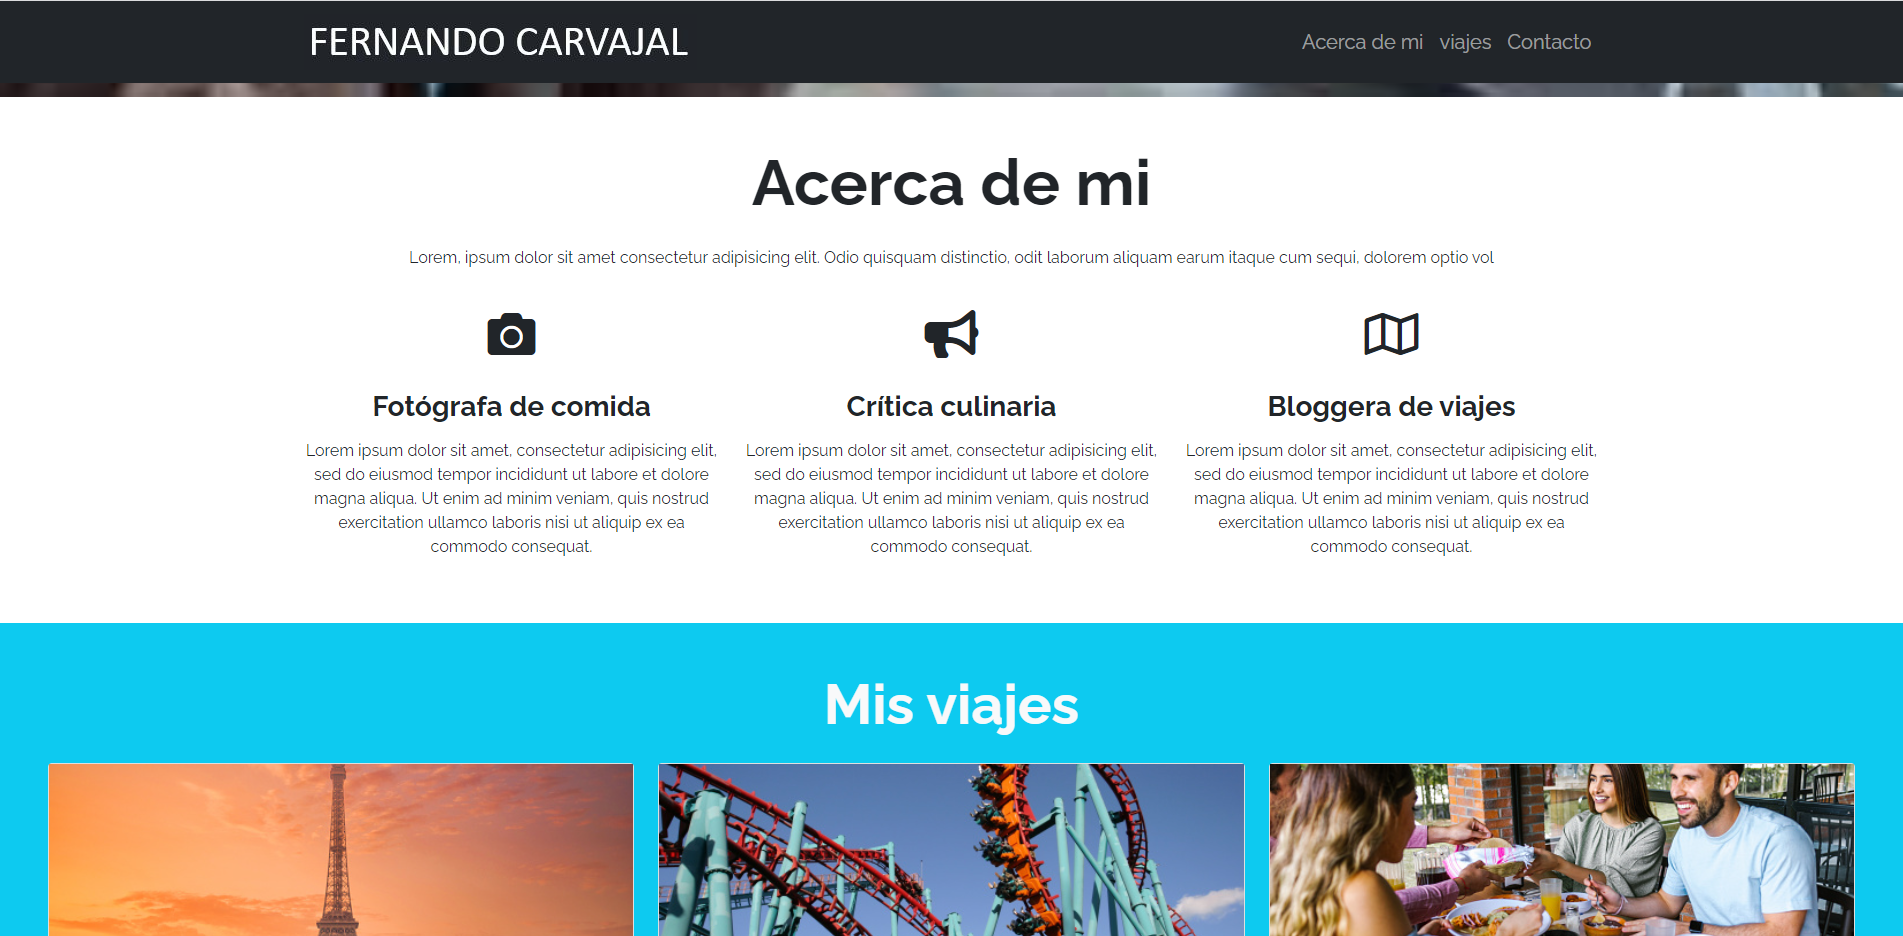 FERNANDO CARVAJAL
Acerca de mi viajes Contacto
Acerca de mi
Lorem, ipsum dolor sit amet consectetur adipisicing elit. Odio quisquam distinctio, odit laborum aliquam earum itaque cum sequi, dolorem optio vol
Fotógrafa de comida
Lorem ipsum dolor sit amet, consectetur adipisicing elit,
sed do eiusmod tempor incididunt ut labore et dolore
magna aliqua. Ut enim ad minim veniam, quis nostrud
exercitation ullamco laboris nisi ut aliquip ex ea
commodo consequat.
Crítica culinaria
Lorem ipsum dolor sit amet, consectetur adipisicing elit,
sed do eiusmod tempor incididunt ut labore et dolore
magna aliqua. Ut enim ad minim veniam, quis nostrud
exercitation ullamco laboris nisi ut aliquip ex ea
commodo consequat.
Bloggera de viajes
Lorem ipsum dolor sit amet, consectetur adipisicing elit,
sed do eiusmod tempor incididunt ut labore et dolore
magna aliqua. Ut enim ad minim veniam, quis nostrud
exercitation ullamco laboris nisi ut aliquip ex ea
commodo consequat.
Mis viajes